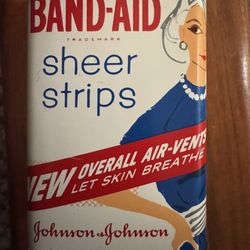 BAND-AID
TRADEMARK
sheer
strips
NEW OVERALL AIR-VENTS
LET SKIN BREATHE
Johnson & Johnson